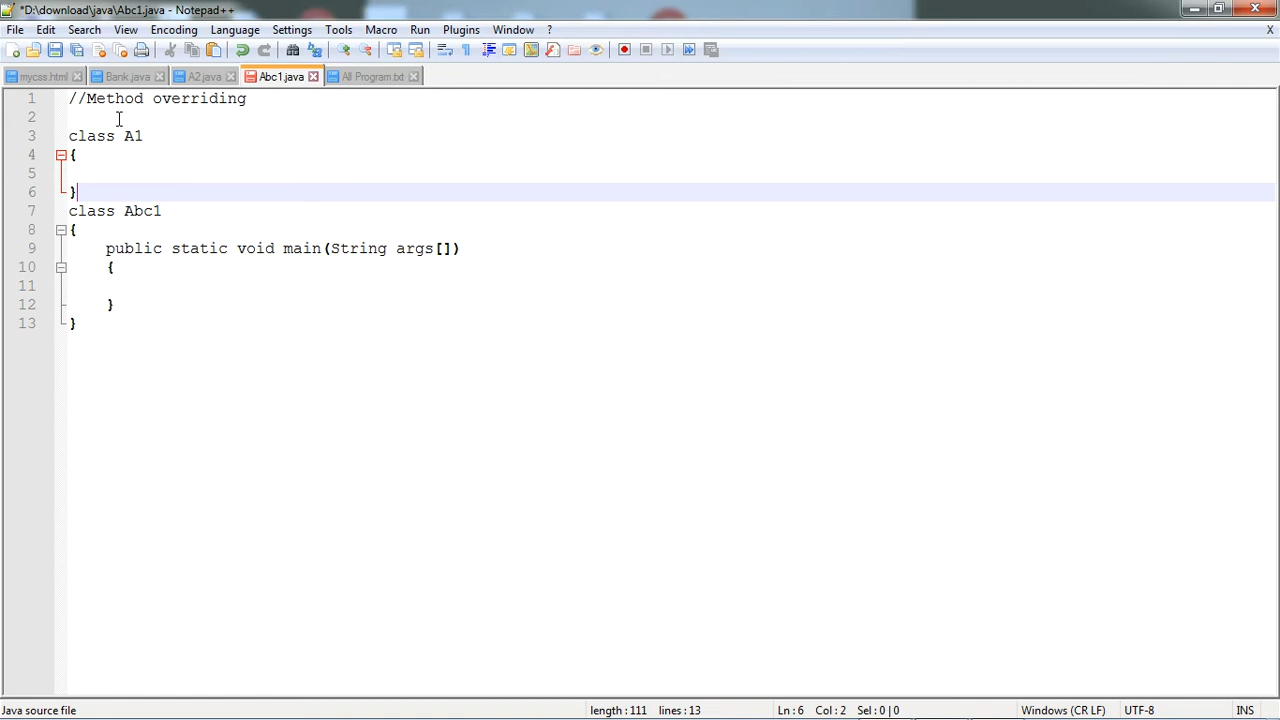 *D:\download\java\Abc1.java - Notepad++
File Edit Search View Encoding Language Settings Tools Macro Run Plugins Window ? X
mycss.html Bank.java A2.java Abc1.java All Program.txt
1 //Method overriding
2
3 class A1
4 {
5
6 }
7 class Abc1
8 {
9 public static void main(String args[])
10 {
11
12 }
13 }
Java source file length : 111 lines : 13 Ln : 6 Col : 2 Sel : 0 | 0 Windows (CR LF) UTF-8 INS